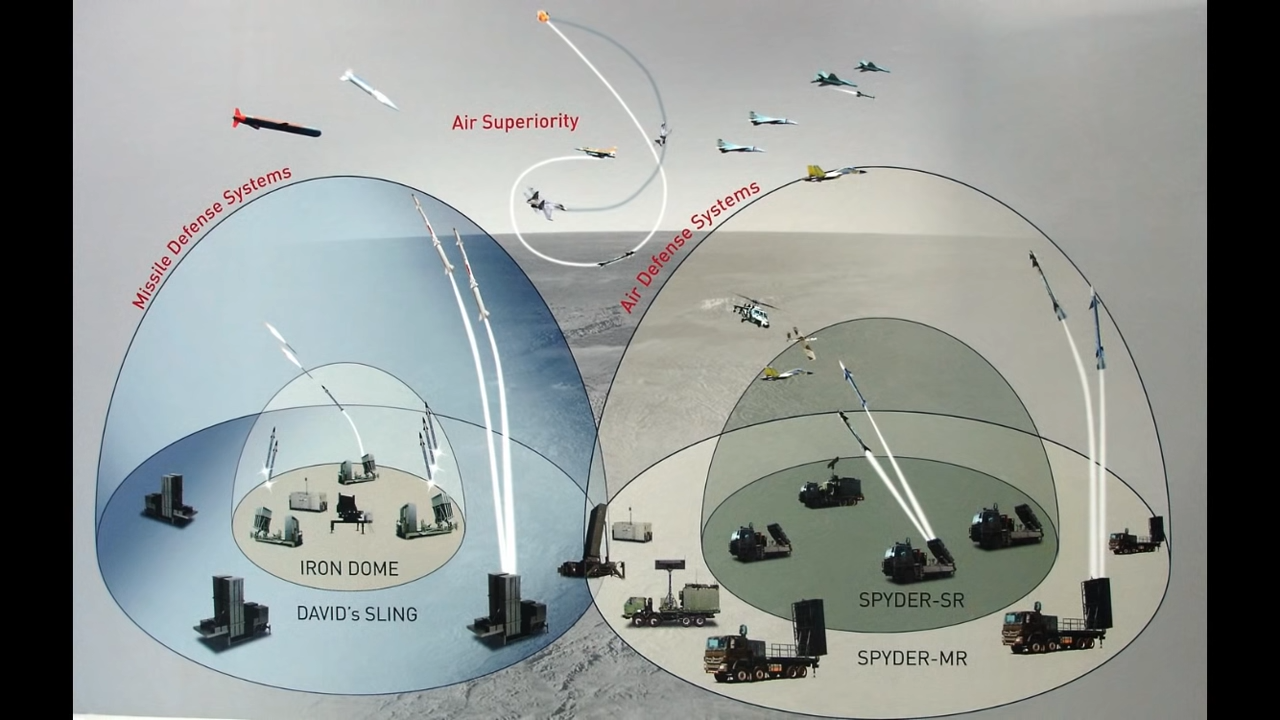 Air Superiority
Missile Defense Systems
Air Defense Systems
IRON DOME
DAVID's SLING
SPYDER-SR
SPYDER-MR